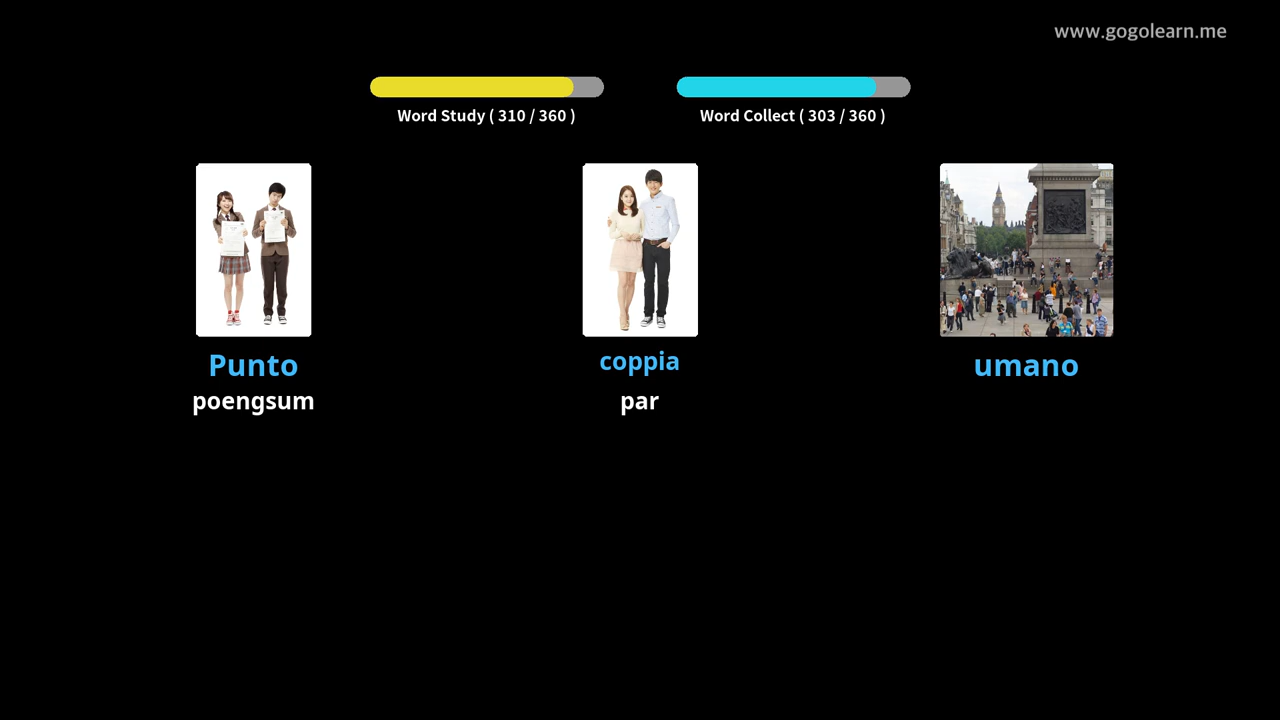 www.gogolearn.me
Word Study ( 310 / 360 )
Word Collect ( 303 / 360 )
Punto
poengsum
coppia
par
umano